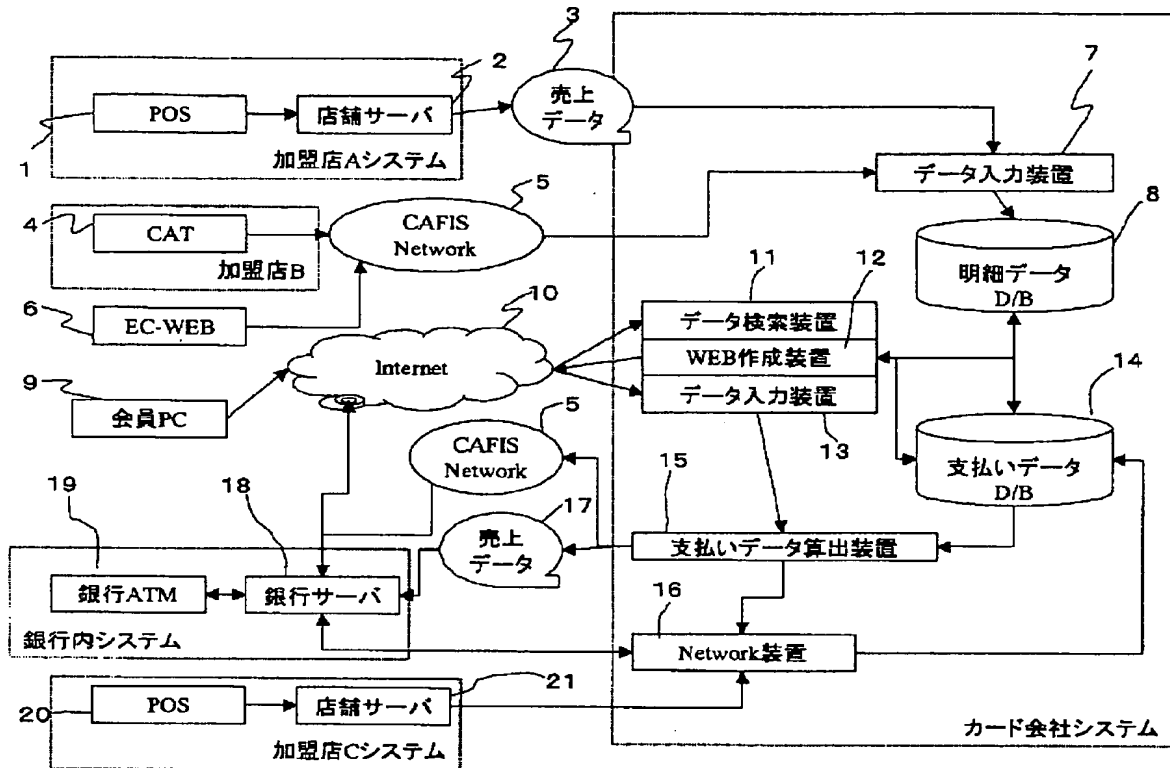 3
2
7
売上
データ
POS
店舗サーバ
1
加盟店Aシステム
データ入力装置
5
8
4
CAT
CAFIS
Network
加盟店B
明細データ
D/B
11
12
6
EC-WEB
10
データ検索装置
Internet
WEB作成装置
14
9
データ入力装置
会員PC
5
13
CAFIS
Network
支払いデータ
D/B
15
19
18
17
売上
データ
支払いデータ算出装置
銀行ATM
銀行サーバ
16
銀行内システム
Network装置
21
POS
店舗サーバ
20
加盟店Cシステム
カード会社システム